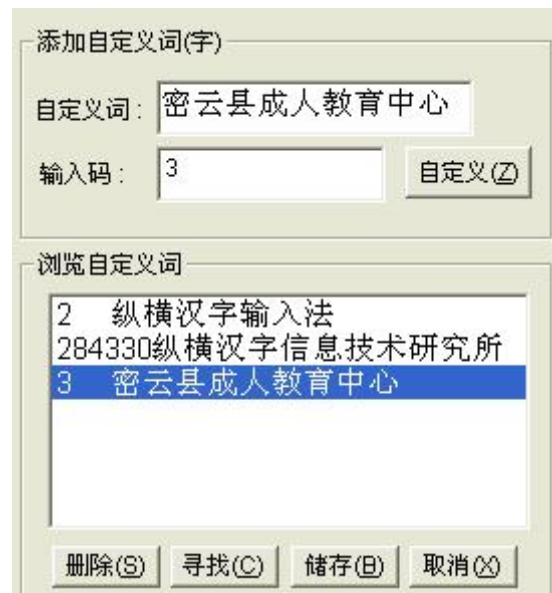 添加自定义词(字)
自定义词: 密云县成人教育中心
输入码: 3 自定义(Z)
浏览自定义词
2 纵横汉字输入法
284330纵横汉字信息技术研究所
3 密云县成人教育中心
删除(S) 寻找(C) 储存(B) 取消(X)